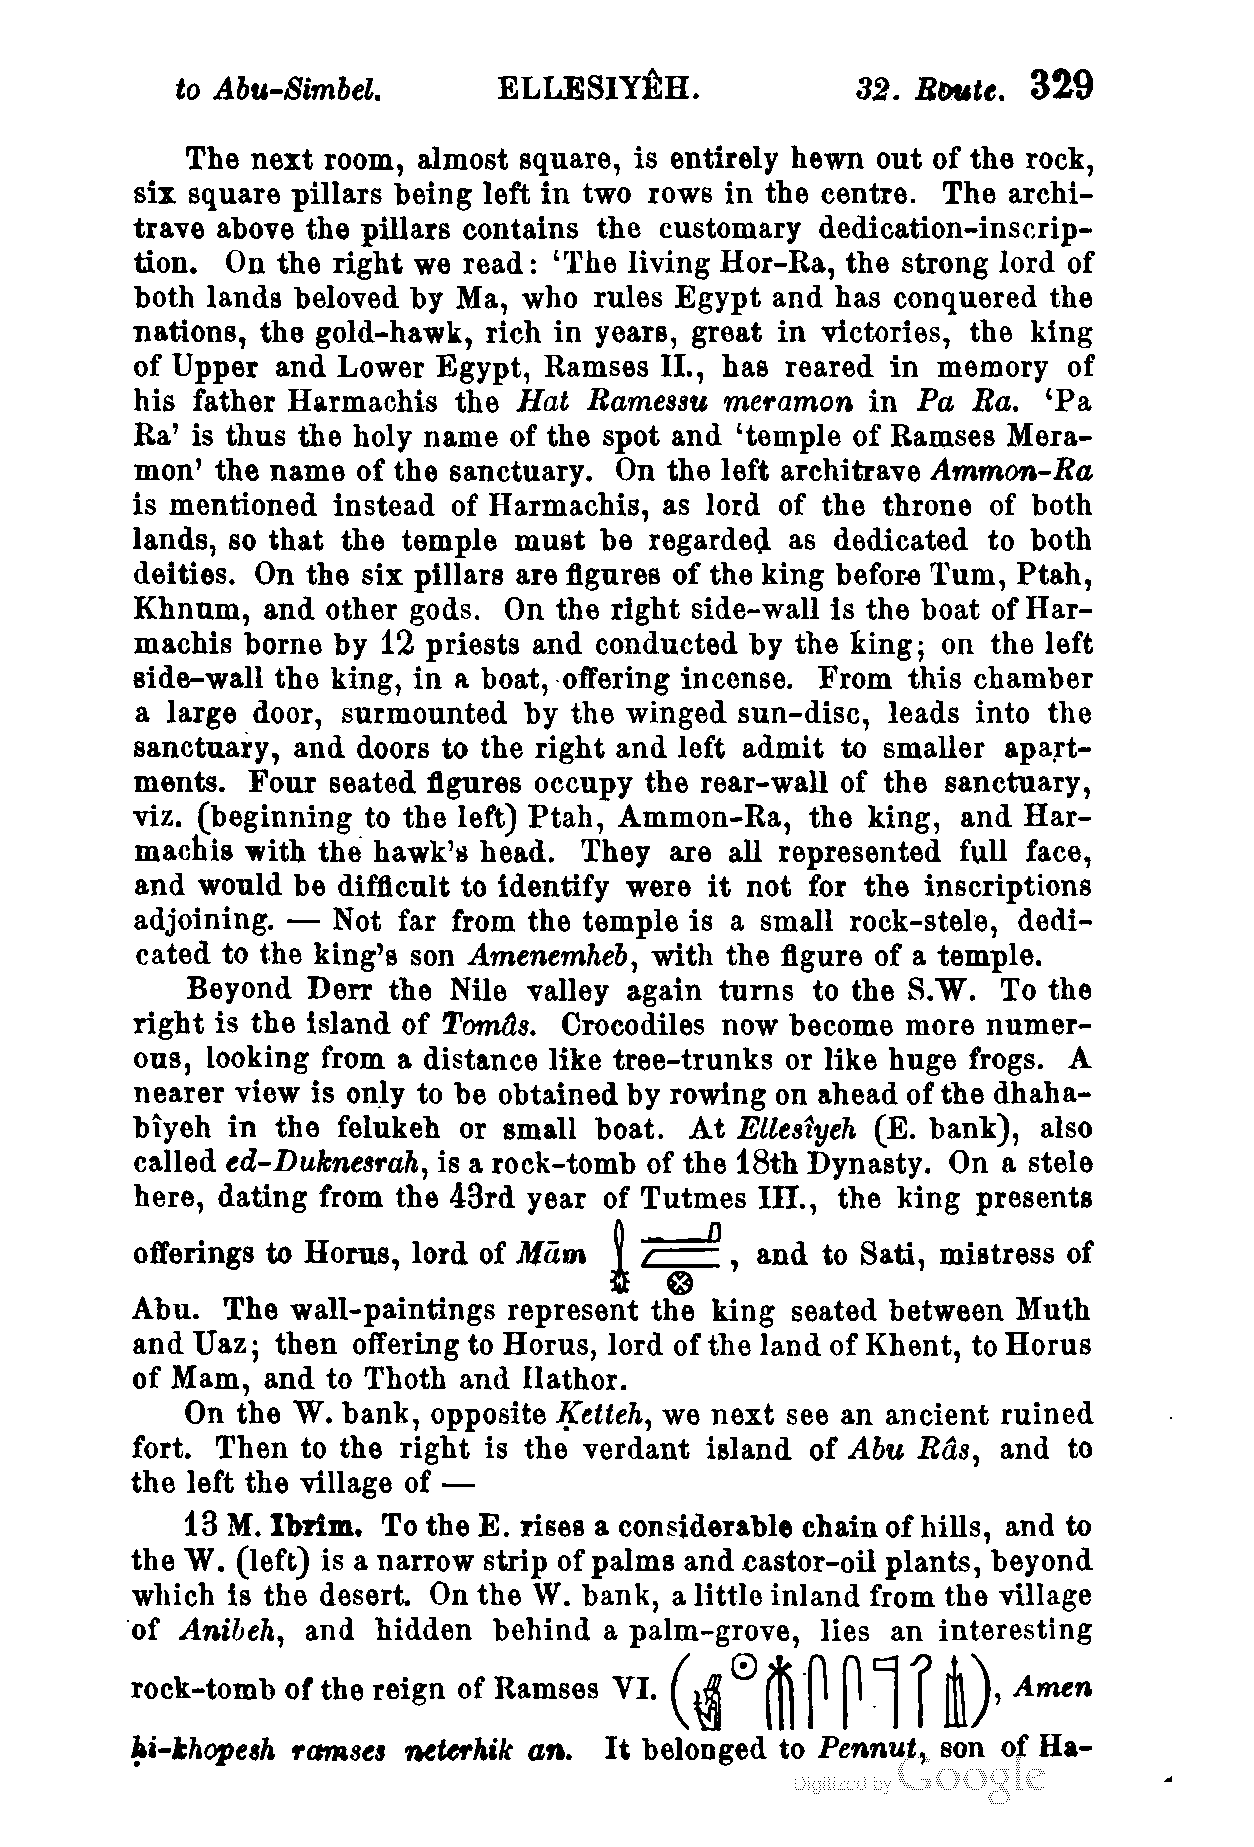 to Abu-Simbel. ELLESIYÊH. 32. Route. 329
The next room, almost square, is entirely hewn out of the rock,
six square pillars being left in two rows in the centre. The archi-
trave above the pillars contains the customary dedication-inscrip-
tion. On the right we read: 'The living Hor-Ra, the strong lord of
both lands beloved by Ma, who rules Egypt and has conquered the
nations, the gold-hawk, rich in years, great in victories, the king
of Upper and Lower Egypt, Ramses II., has reared in memory of
his father Harmachis the Hat Ramessu meramon in Pa Ra. 'Pa
Ra' is thus the holy name of the spot and 'temple of Ramses Mera-
mon' the name of the sanctuary. On the left architrave Ammon-Ra
is mentioned instead of Harmachis, as lord of the throne of both
lands, so that the temple must be regarded as dedicated to both
deities. On the six pillars are figures of the king before Tum, Ptah,
Khnum, and other gods. On the right side-wall is the boat of Har-
machis borne by 12 priests and conducted by the king; on the left
side-wall the king, in a boat, offering incense. From this chamber
a large door, surmounted by the winged sun-disc, leads into the
sanctuary, and doors to the right and left admit to smaller apart-
ments. Four seated figures occupy the rear-wall of the sanctuary,
viz. (beginning to the left) Ptah, Ammon-Ra, the king, and Har-
machis with the hawk's head. They are all represented full face,
and would be difficult to identify were it not for the inscriptions
adjoining. — Not far from the temple is a small rock-stele, dedi-
cated to the king's son Amenemheb, with the figure of a temple.
Beyond Derr the Nile valley again turns to the S.W. To the
right is the island of Tomâs. Crocodiles now become more numer-
ous, looking from a distance like tree-trunks or like huge frogs. A
nearer view is only to be obtained by rowing on ahead of the dhaha-
bîyeh in the felukeh or small boat. At Ellesîyeh (E. bank), also
called ed-Duknesrah, is a rock-tomb of the 18th Dynasty. On a stele
here, dating from the 43rd year of Tutmes III., the king presents
offerings to Horus, lord of Mām , and to Sati, mistress of
Abu. The wall-paintings represent the king seated between Muth
and Uaz; then offering to Horus, lord of the land of Khent, to Horus
of Mam, and to Thoth and Hathor.
On the W. bank, opposite Ḳetteh, we next see an ancient ruined
fort. Then to the right is the verdant island of Abu Râs, and to
the left the village of —
13 M. Ibrîm. To the E. rises a considerable chain of hills, and to
the W. (left) is a narrow strip of palms and castor-oil plants, beyond
which is the desert. On the W. bank, a little inland from the village
of Anibeh, and hidden behind a palm-grove, lies an interesting
rock-tomb of the reign of Ramses VI. ( ), Amen
ḥi-khopesh ramses neterhik an. It belonged to Pennut, son of Ha-
Digitized by Google